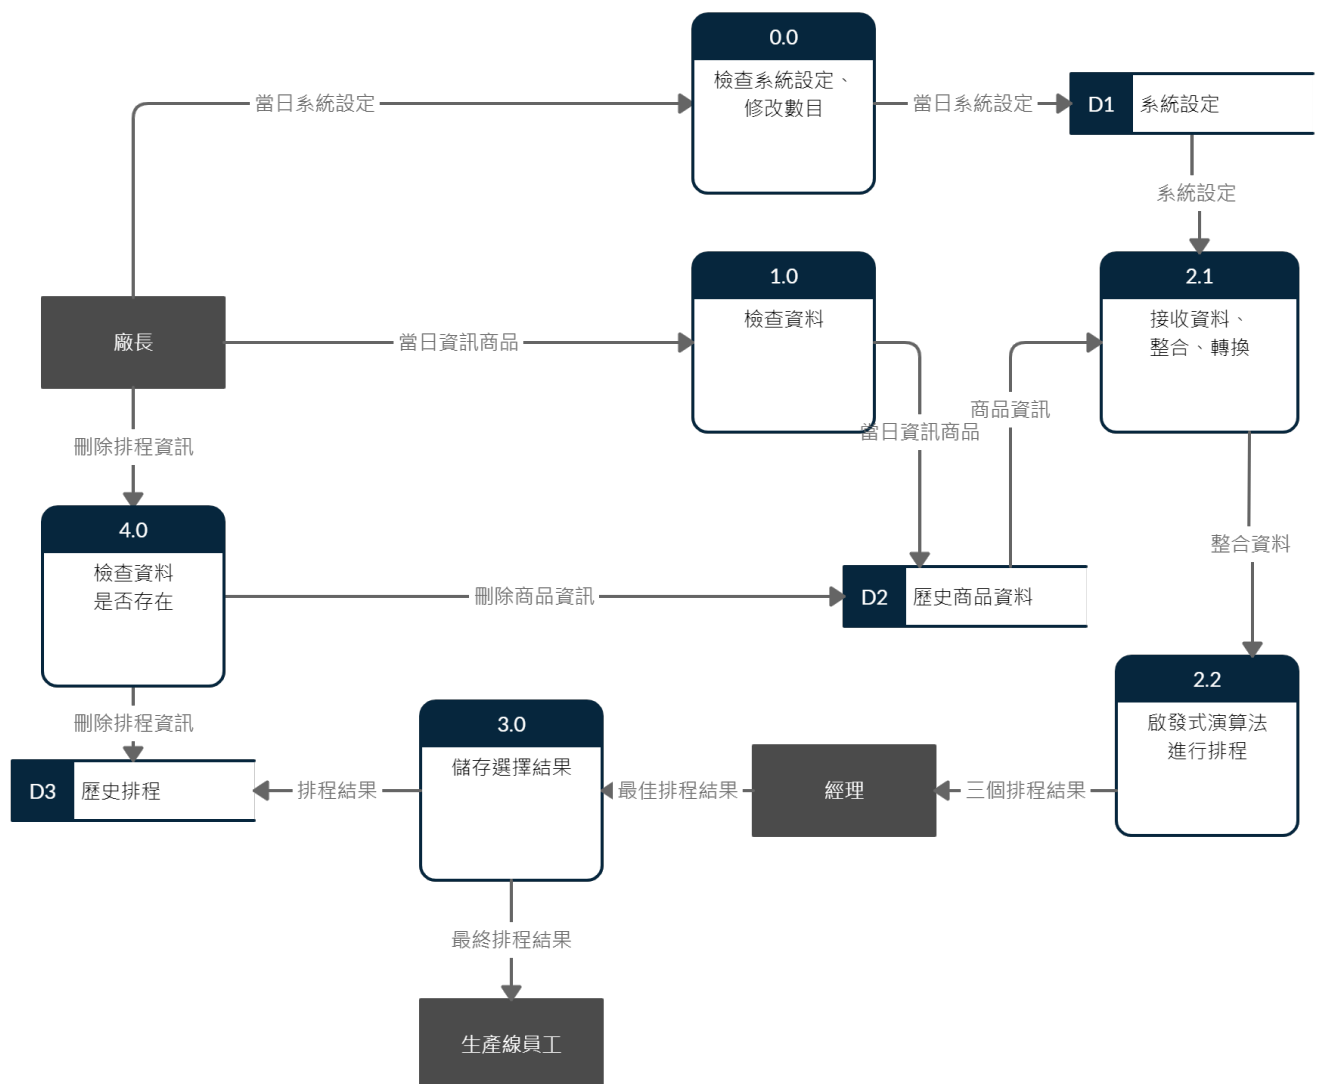 0.0
檢查系統設定、
修改數目
當日系統設定
當日系統設定
D1
系統設定
系統設定
廠長
當日資訊商品
1.0
檢查資料
2.1
接收資料、
整合、轉換
商品資訊
當日資訊商品
刪除排程資訊
4.0
檢查資料
是否存在
刪除商品資訊
D2
歷史商品資料
整合資料
2.2
啟發式演算法
進行排程
刪除排程資訊
D3
歷史排程
排程結果
3.0
儲存選擇結果
最佳排程結果
經理
三個排程結果
最終排程結果
生產線員工